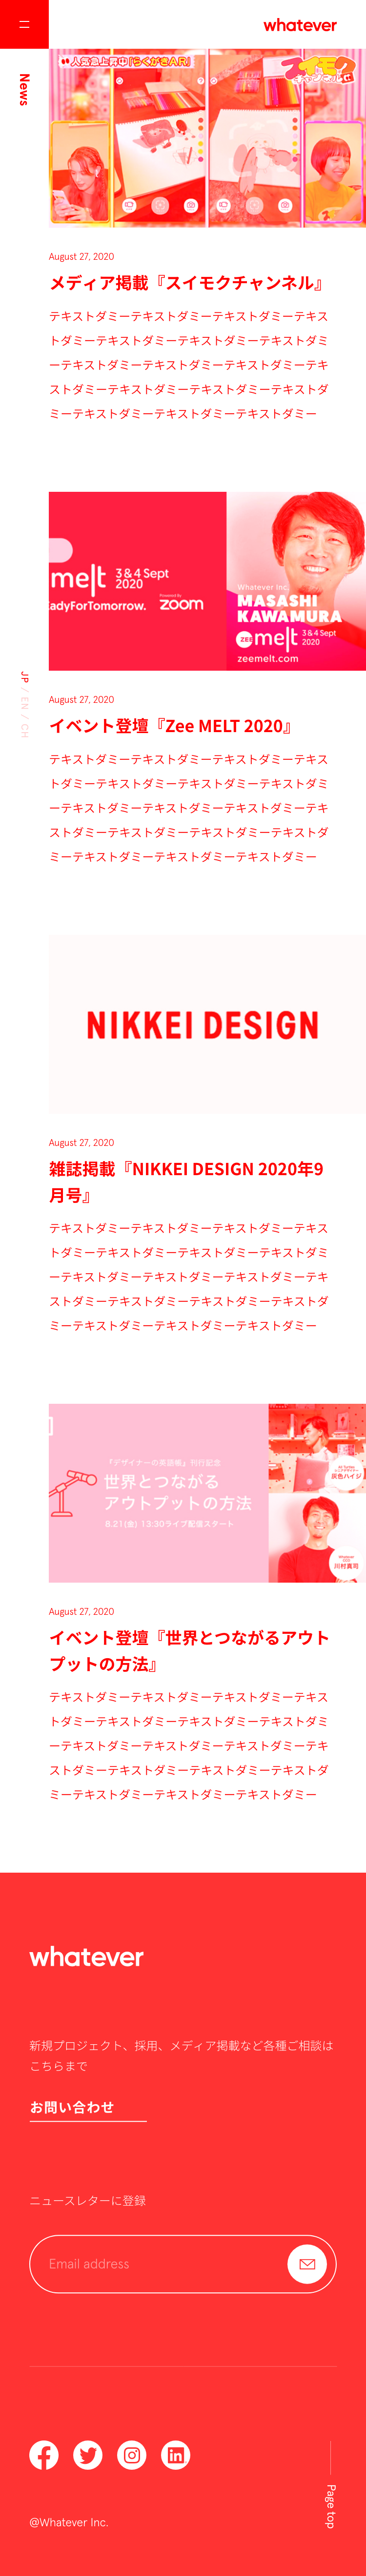 whatever
News
人気急上昇中「らくがきAR」
スイモクチャンネル
August 27, 2020
メディア掲載『スイモクチャンネル』
テキストダミーテキストダミーテキストダミーテキス
トダミーテキストダミーテキストダミーテキストダミ
ーテキストダミーテキストダミーテキストダミーテキ
ストダミーテキストダミーテキストダミーテキストダ
ミーテキストダミーテキストダミーテキストダミー
melt 3 & 4 Sept
2020
adyForTomorrow.
Powered By
zoom
Whatever Inc.
MASASHI
KAWAMURA
ZEE melt 3 & 4 Sept
2020
zeemelt.com
JP / EN / CH
August 27, 2020
イベント登壇『Zee MELT 2020』
テキストダミーテキストダミーテキストダミーテキス
トダミーテキストダミーテキストダミーテキストダミ
ーテキストダミーテキストダミーテキストダミーテキ
ストダミーテキストダミーテキストダミーテキストダ
ミーテキストダミーテキストダミーテキストダミー
NIKKEI DESIGN
August 27, 2020
雑誌掲載『NIKKEI DESIGN 2020年9
月号』
テキストダミーテキストダミーテキストダミーテキス
トダミーテキストダミーテキストダミーテキストダミ
ーテキストダミーテキストダミーテキストダミーテキ
ストダミーテキストダミーテキストダミーテキストダ
ミーテキストダミーテキストダミーテキストダミー
『デザイナーの英語帳』刊行記念
世界とつながる
アウトプットの方法
8.21(金) 13:30ライブ配信スタート
灰色ハイジ
川村真司
August 27, 2020
イベント登壇『世界とつながるアウト
プットの方法』
テキストダミーテキストダミーテキストダミーテキス
トダミーテキストダミーテキストダミーテキストダミ
ーテキストダミーテキストダミーテキストダミーテキ
ストダミーテキストダミーテキストダミーテキストダ
ミーテキストダミーテキストダミーテキストダミー
whatever
新規プロジェクト、採用、メディア掲載など各種ご相談は
こちらまで
お問い合わせ
ニュースレターに登録
Email address
Page top
@Whatever Inc.